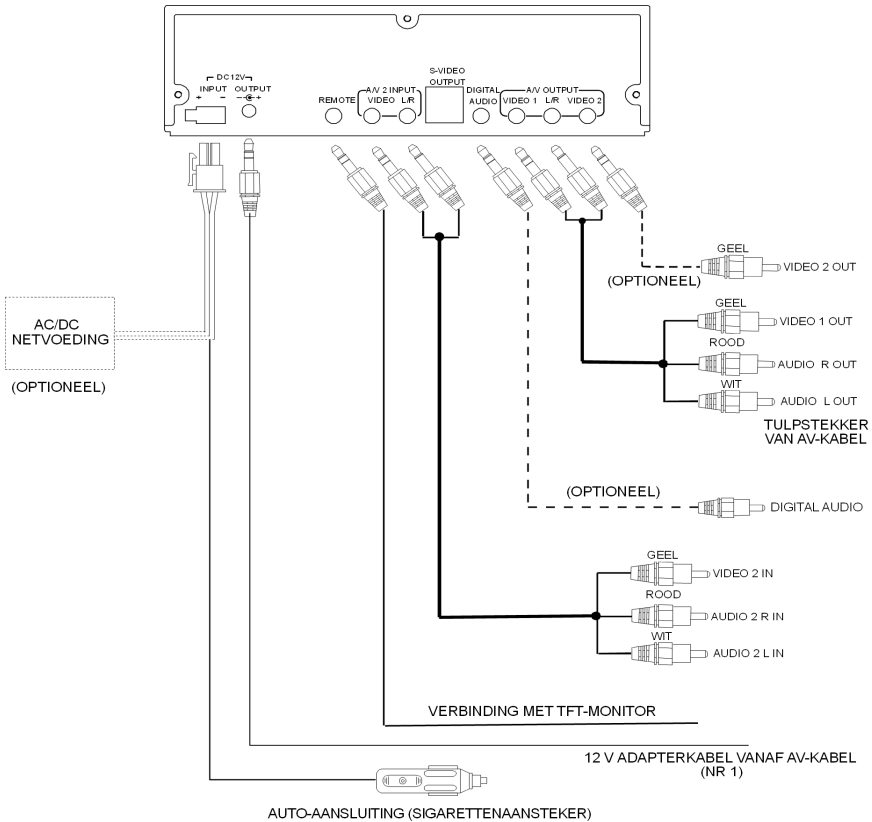 DC12V
INPUT
OUTPUT
+ −
− +
REMOTE
A/V 2 INPUT
VIDEO
L/R
S-VIDEO
OUTPUT
DIGITAL
AUDIO
A/V OUTPUT
VIDEO 1
L/R
VIDEO 2
GEEL
VIDEO 2 OUT
(OPTIONEEL)
GEEL
VIDEO 1 OUT
ROOD
AUDIO R OUT
WIT
AUDIO L OUT
TULPSTEKKER
VAN AV-KABEL
AC/DC
NETVOEDING
(OPTIONEEL)
(OPTIONEEL)
DIGITAL AUDIO
GEEL
VIDEO 2 IN
ROOD
AUDIO 2 R IN
WIT
AUDIO 2 L IN
VERBINDING MET TFT-MONITOR
12 V ADAPTERKABEL VANAF AV-KABEL
(NR 1)
AUTO-AANSLUITING (SIGARETTENAANSTEKER)